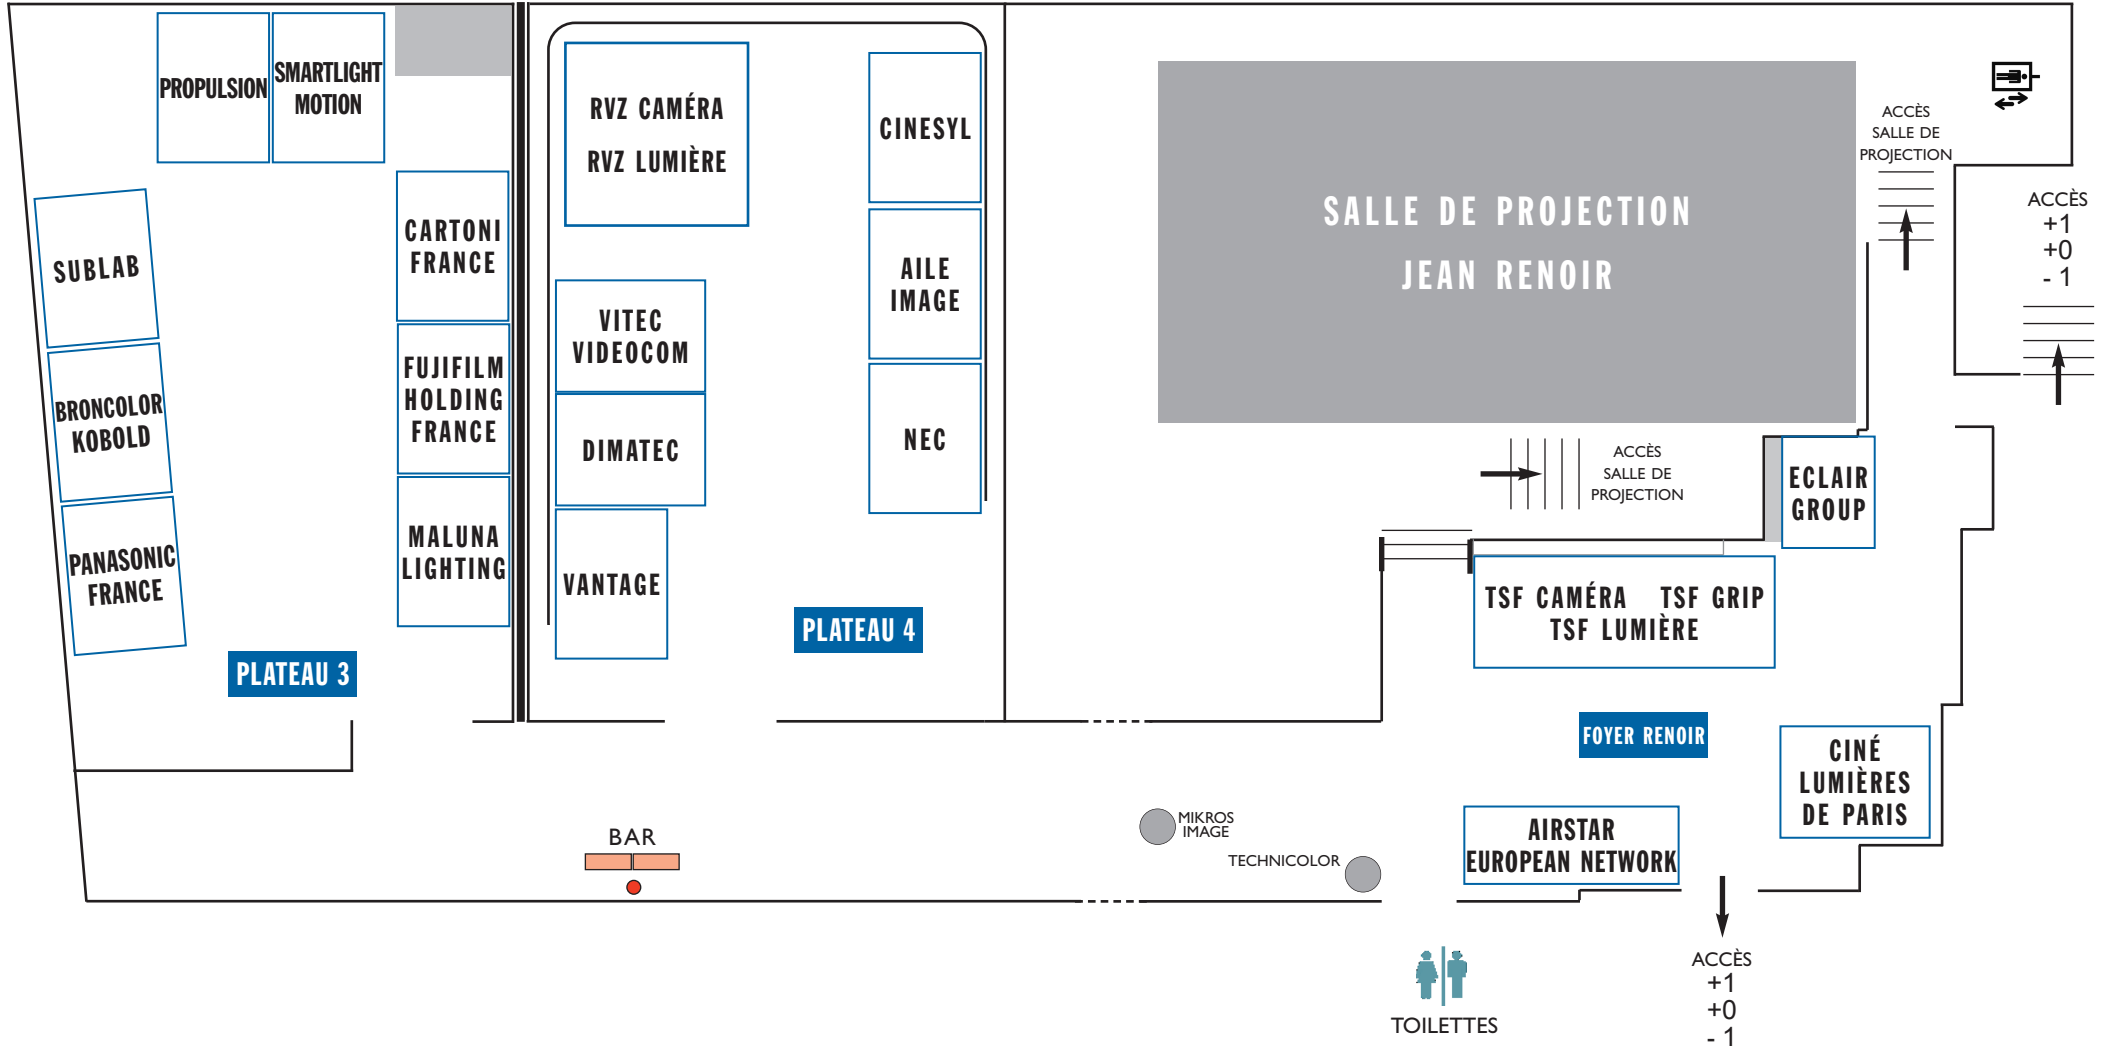 PROPULSION
SMARTLIGHT
MOTION
SUBLAB
BRONCOLOR
KOBOLD
PANASONIC
FRANCE
CARTONI
FRANCE
FUJIFILM
HOLDING
FRANCE
MALUNA
LIGHTING
PLATEAU 3
RVZ CAMÉRA
RVZ LUMIÈRE
VITEC
VIDEOCOM
DIMATEC
VANTAGE
CINESYL
AILE
IMAGE
NEC
PLATEAU 4
SALLE DE PROJECTION
JEAN RENOIR
ACCÈS
SALLE DE
PROJECTION
ACCÈS
+1
+0
- 1
ACCÈS
SALLE DE
PROJECTION
ECLAIR
GROUP
TSF CAMÉRA TSF GRIP
TSF LUMIÈRE
FOYER RENOIR
CINÉ
LUMIÈRES
DE PARIS
AIRSTAR
EUROPEAN NETWORK
MIKROS
IMAGE
TECHNICOLOR
BAR
TOILETTES
ACCÈS
+1
+0
- 1